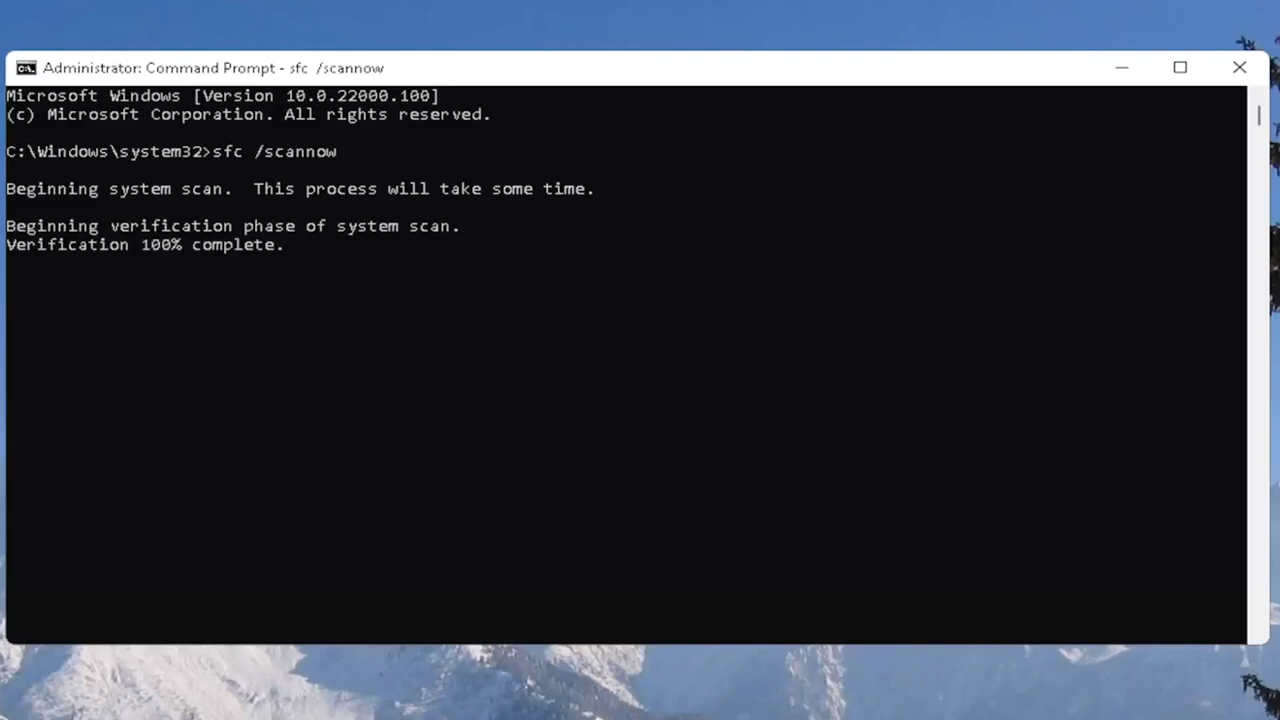 Administrator: Command Prompt - sfc /scannow
Microsoft Windows [Version 10.0.22000.100]
(c) Microsoft Corporation. All rights reserved.
C:\Windows\system32>sfc /scannow
Beginning system scan.  This process will take some time.
Beginning verification phase of system scan.
Verification 100% complete.